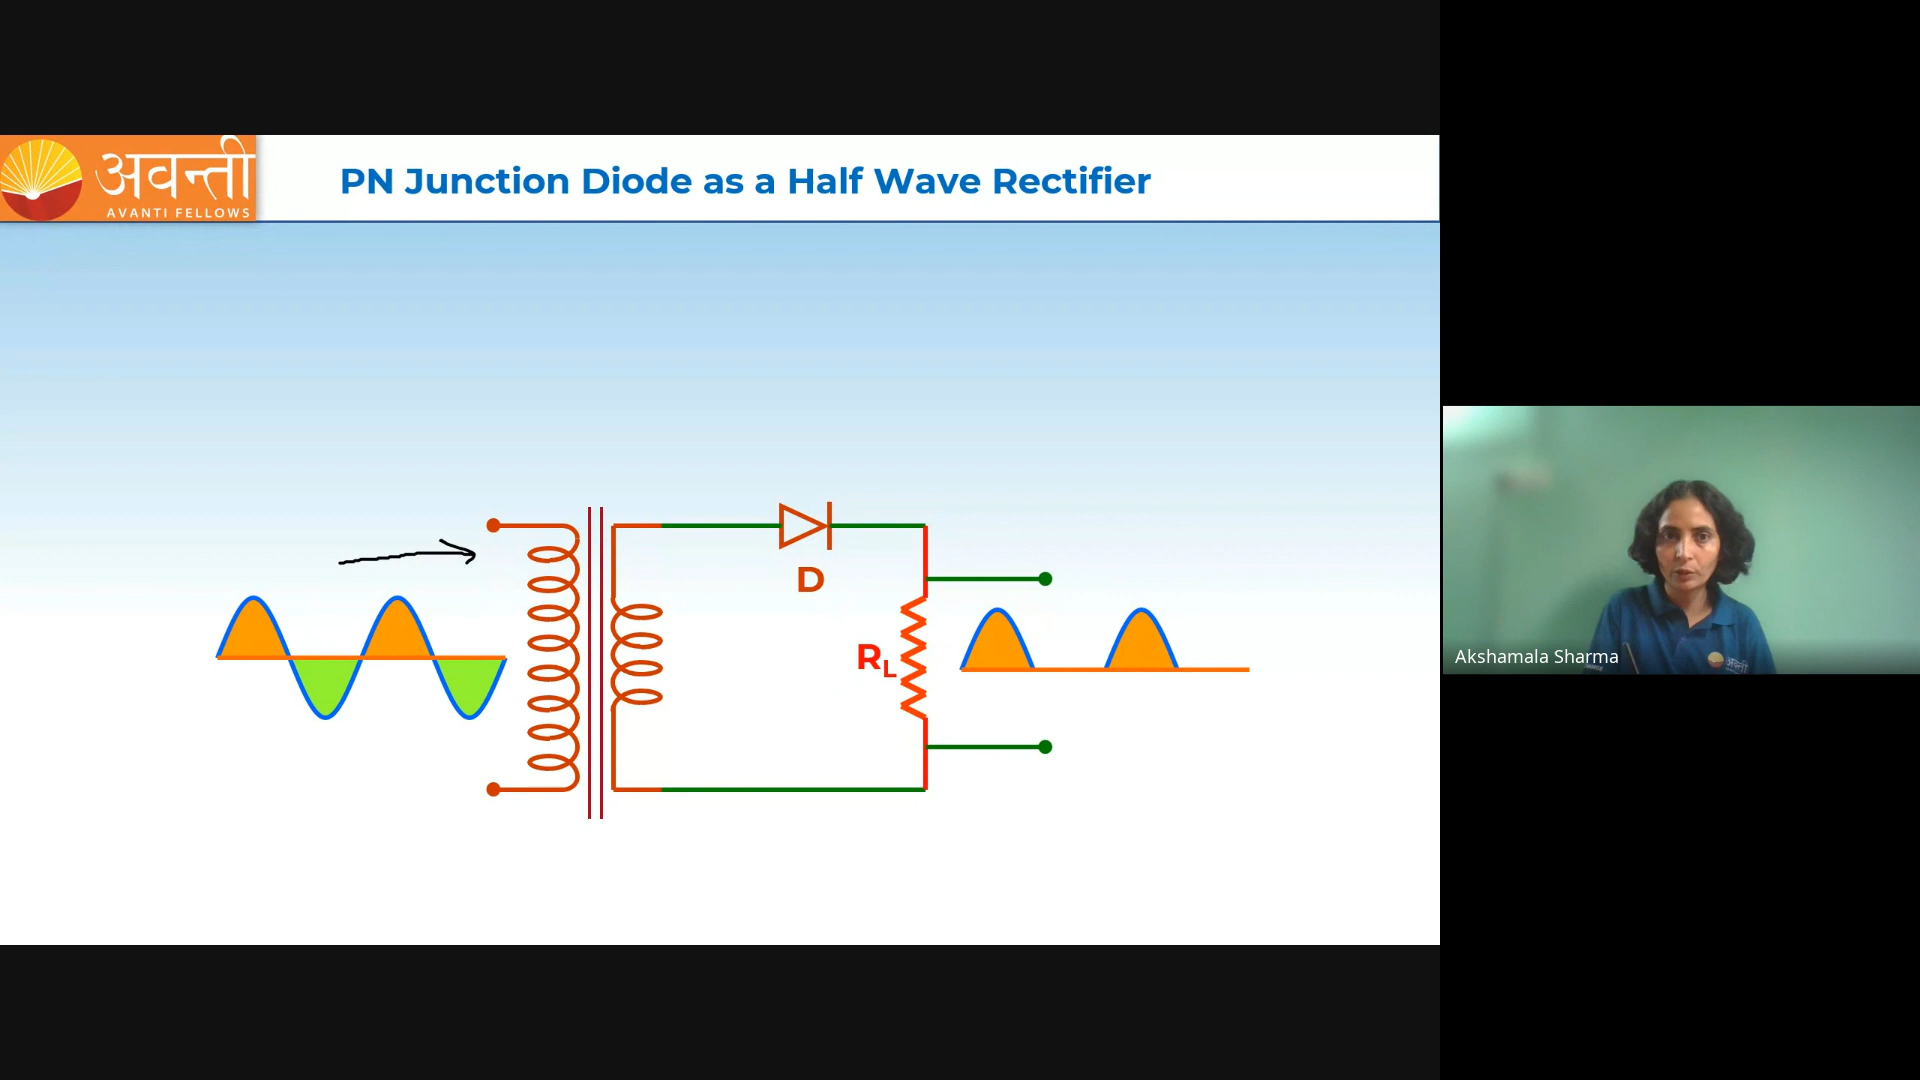 अवन्ती
AVANTI FELLOWS
PN Junction Diode as a Half Wave Rectifier
D
RL
Akshamala Sharma